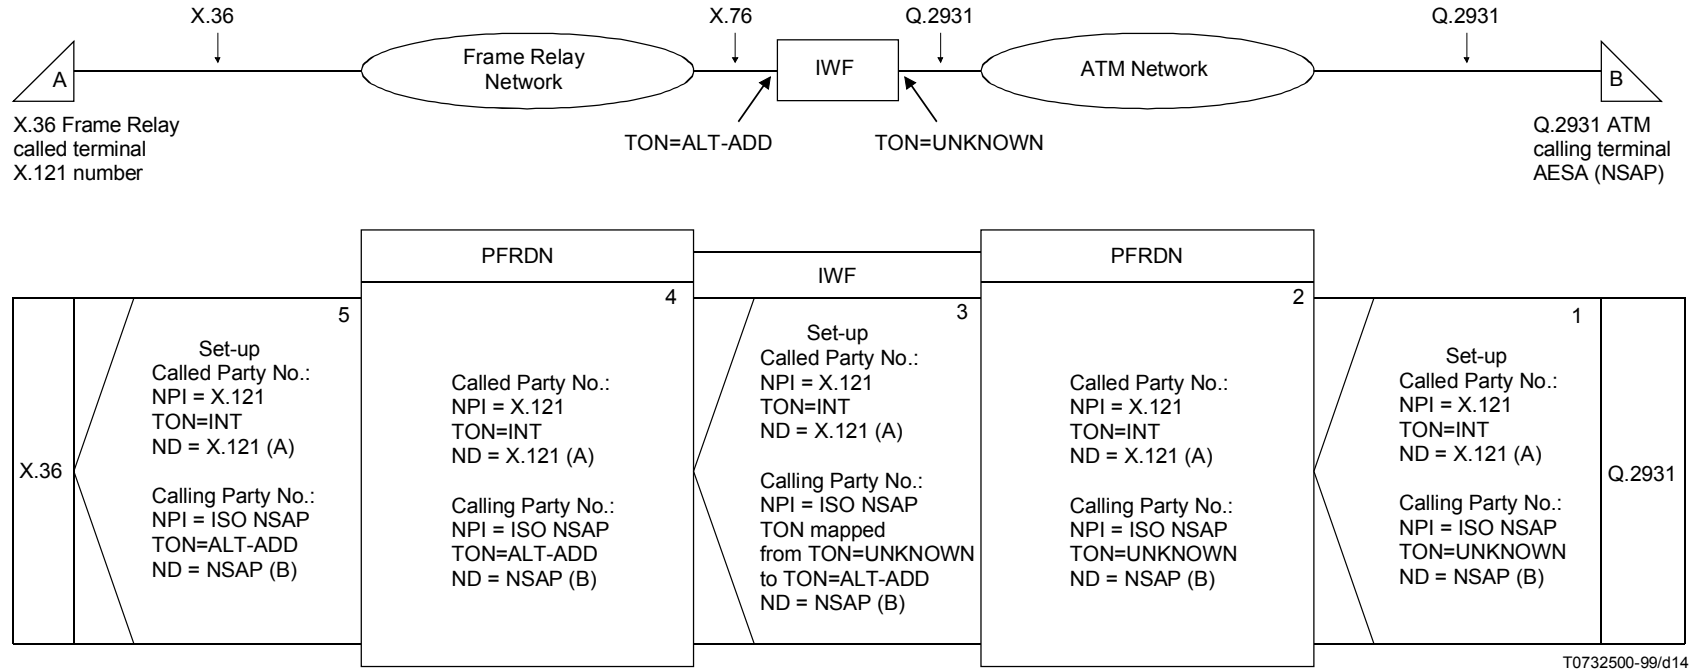 X.36
X.76
Q.2931
Q.2931
A
Frame Relay
Network
IWF
ATM Network
B
X.36 Frame Relay
called terminal
X.121 number
TON=ALT-ADD
TON=UNKNOWN
Q.2931 ATM
calling terminal
AESA (NSAP)
PFRDN
IWF
PFRDN
X.36
5
Set-up
Called Party No.:
NPI = X.121
TON=INT
ND = X.121 (A)
Calling Party No.:
NPI = ISO NSAP
TON=ALT-ADD
ND = NSAP (B)
4
Called Party No.:
NPI = X.121
TON=INT
ND = X.121 (A)
Calling Party No.:
NPI = ISO NSAP
TON=ALT-ADD
ND = NSAP (B)
3
Set-up
Called Party No.:
NPI = X.121
TON=INT
ND = X.121 (A)
Calling Party No.:
NPI = ISO NSAP
TON mapped
from TON=UNKNOWN
to TON=ALT-ADD
ND = NSAP (B)
2
Called Party No.:
NPI = X.121
TON=INT
ND = X.121 (A)
Calling Party No.:
NPI = ISO NSAP
TON=UNKNOWN
ND = NSAP (B)
1
Set-up
Called Party No.:
NPI = X.121
TON=INT
ND = X.121 (A)
Calling Party No.:
NPI = ISO NSAP
TON=UNKNOWN
ND = NSAP (B)
Q.2931
T0732500-99/d14